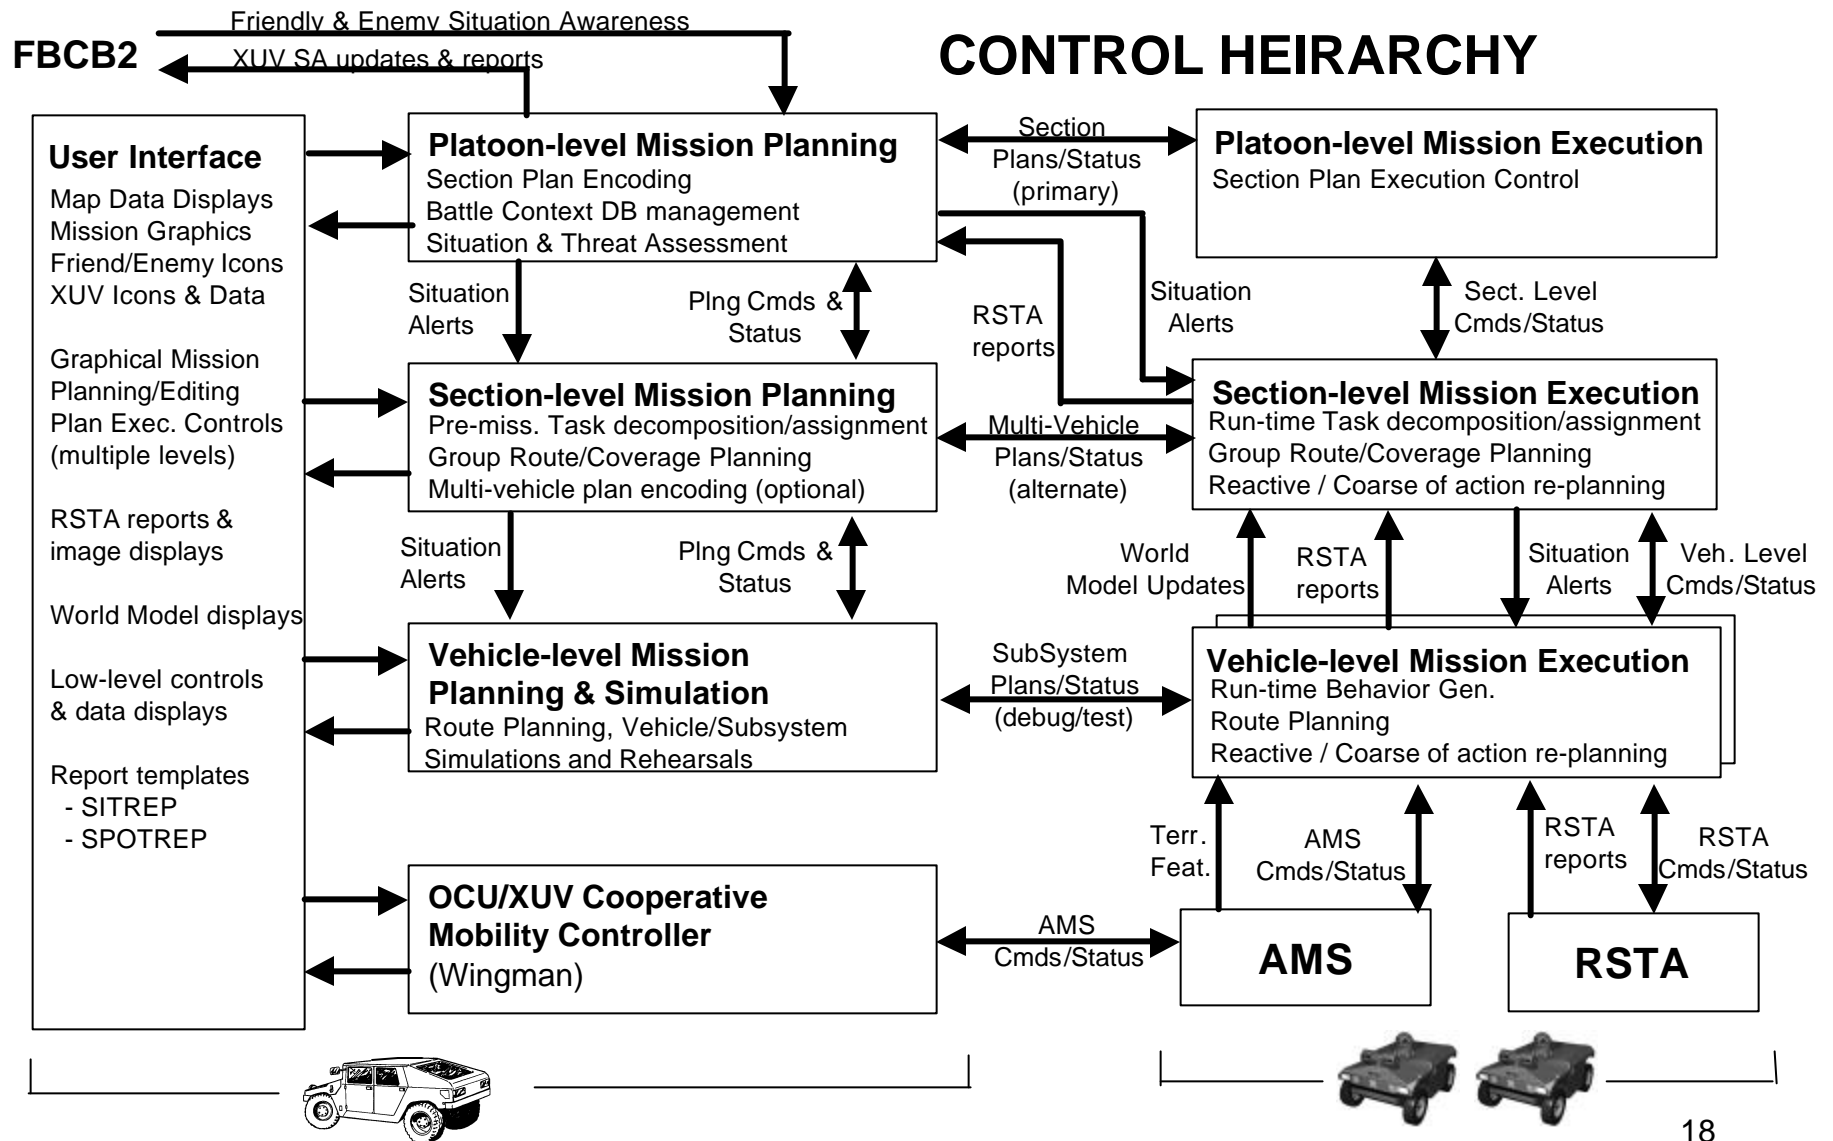 Friendly & Enemy Situation Awareness
FBCB2
XUV SA updates & reports
CONTROL HEIRARCHY
User Interface
Map Data Displays
Mission Graphics
Friend/Enemy Icons
XUV Icons & Data
Graphical Mission
Planning/Editing
Plan Exec. Controls
(multiple levels)
RSTA reports &
image displays
World Model displays
Low-level controls
& data displays
Report templates
- SITREP
- SPOTREP
Platoon-level Mission Planning
Section Plan Encoding
Battle Context DB management
Situation & Threat Assessment
Section
Plans/Status
(primary)
Platoon-level Mission Execution
Section Plan Execution Control
Situation
Alerts
Plng Cmds &
Status
RSTA
reports
Situation
Alerts
Sect. Level
Cmds/Status
Section-level Mission Planning
Pre-miss. Task decomposition/assignment
Group Route/Coverage Planning
Multi-vehicle plan encoding (optional)
Multi-Vehicle
Plans/Status
(alternate)
Section-level Mission Execution
Run-time Task decomposition/assignment
Group Route/Coverage Planning
Reactive / Coarse of action re-planning
Situation
Alerts
Plng Cmds &
Status
World
Model Updates
RSTA
reports
Situation
Alerts
Veh. Level
Cmds/Status
Vehicle-level Mission
Planning & Simulation
Route Planning, Vehicle/Subsystem
Simulations and Rehearsals
SubSystem
Plans/Status
(debug/test)
Vehicle-level Mission Execution
Run-time Behavior Gen.
Route Planning
Reactive / Coarse of action re-planning
Terr.
Feat.
AMS
Cmds/Status
RSTA
reports
RSTA
Cmds/Status
OCU/XUV Cooperative
Mobility Controller
(Wingman)
AMS
Cmds/Status
AMS
RSTA
18